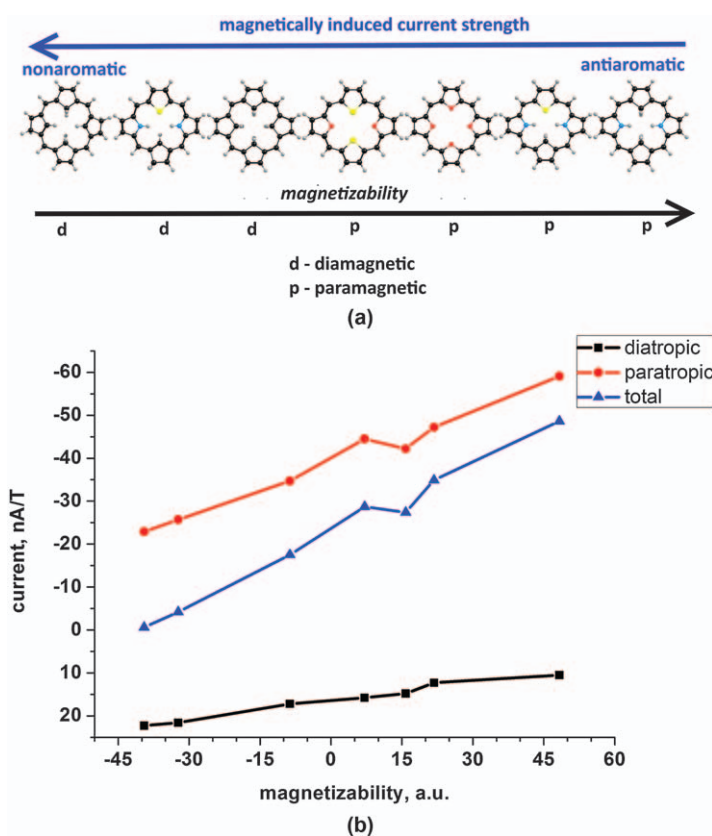 magnetically induced current strength
nonaromatic antiaromatic
magnetizability
d d d p p p p
d - diamagnetic
p - paramagnetic
(a)
diatropic
paratropic
total
-60
-50
-40
-30
-20
-10
0
10
20
current, nA/T
-45 -30 -15 0 15 30 45 60
magnetizability, a.u.
(b)